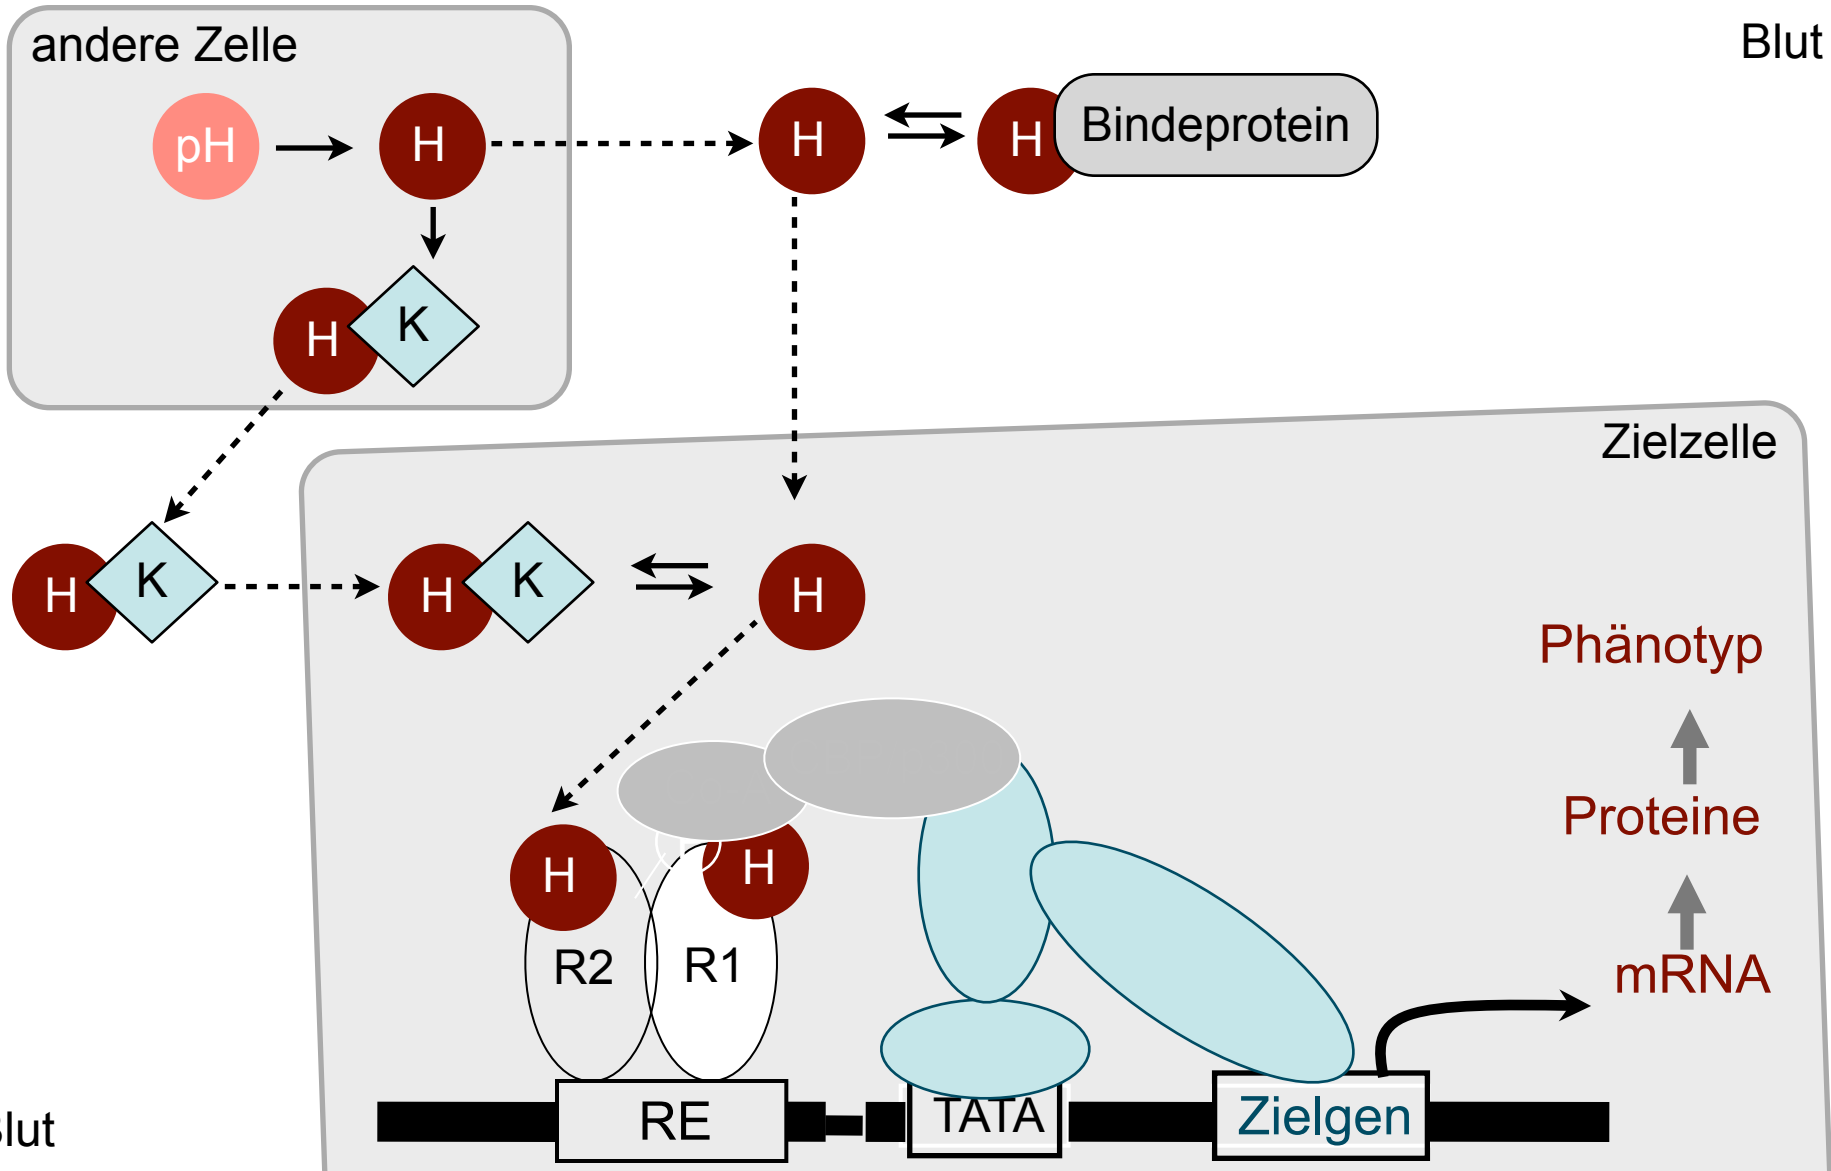 andere Zelle
Blut
pH
H
H
H
Bindeprotein
H
K
Zielzelle
H
K
H
K
H
Phänotyp
Proteine
H
H
R2
R1
mRNA
RE
TATA
Zielgen
lut